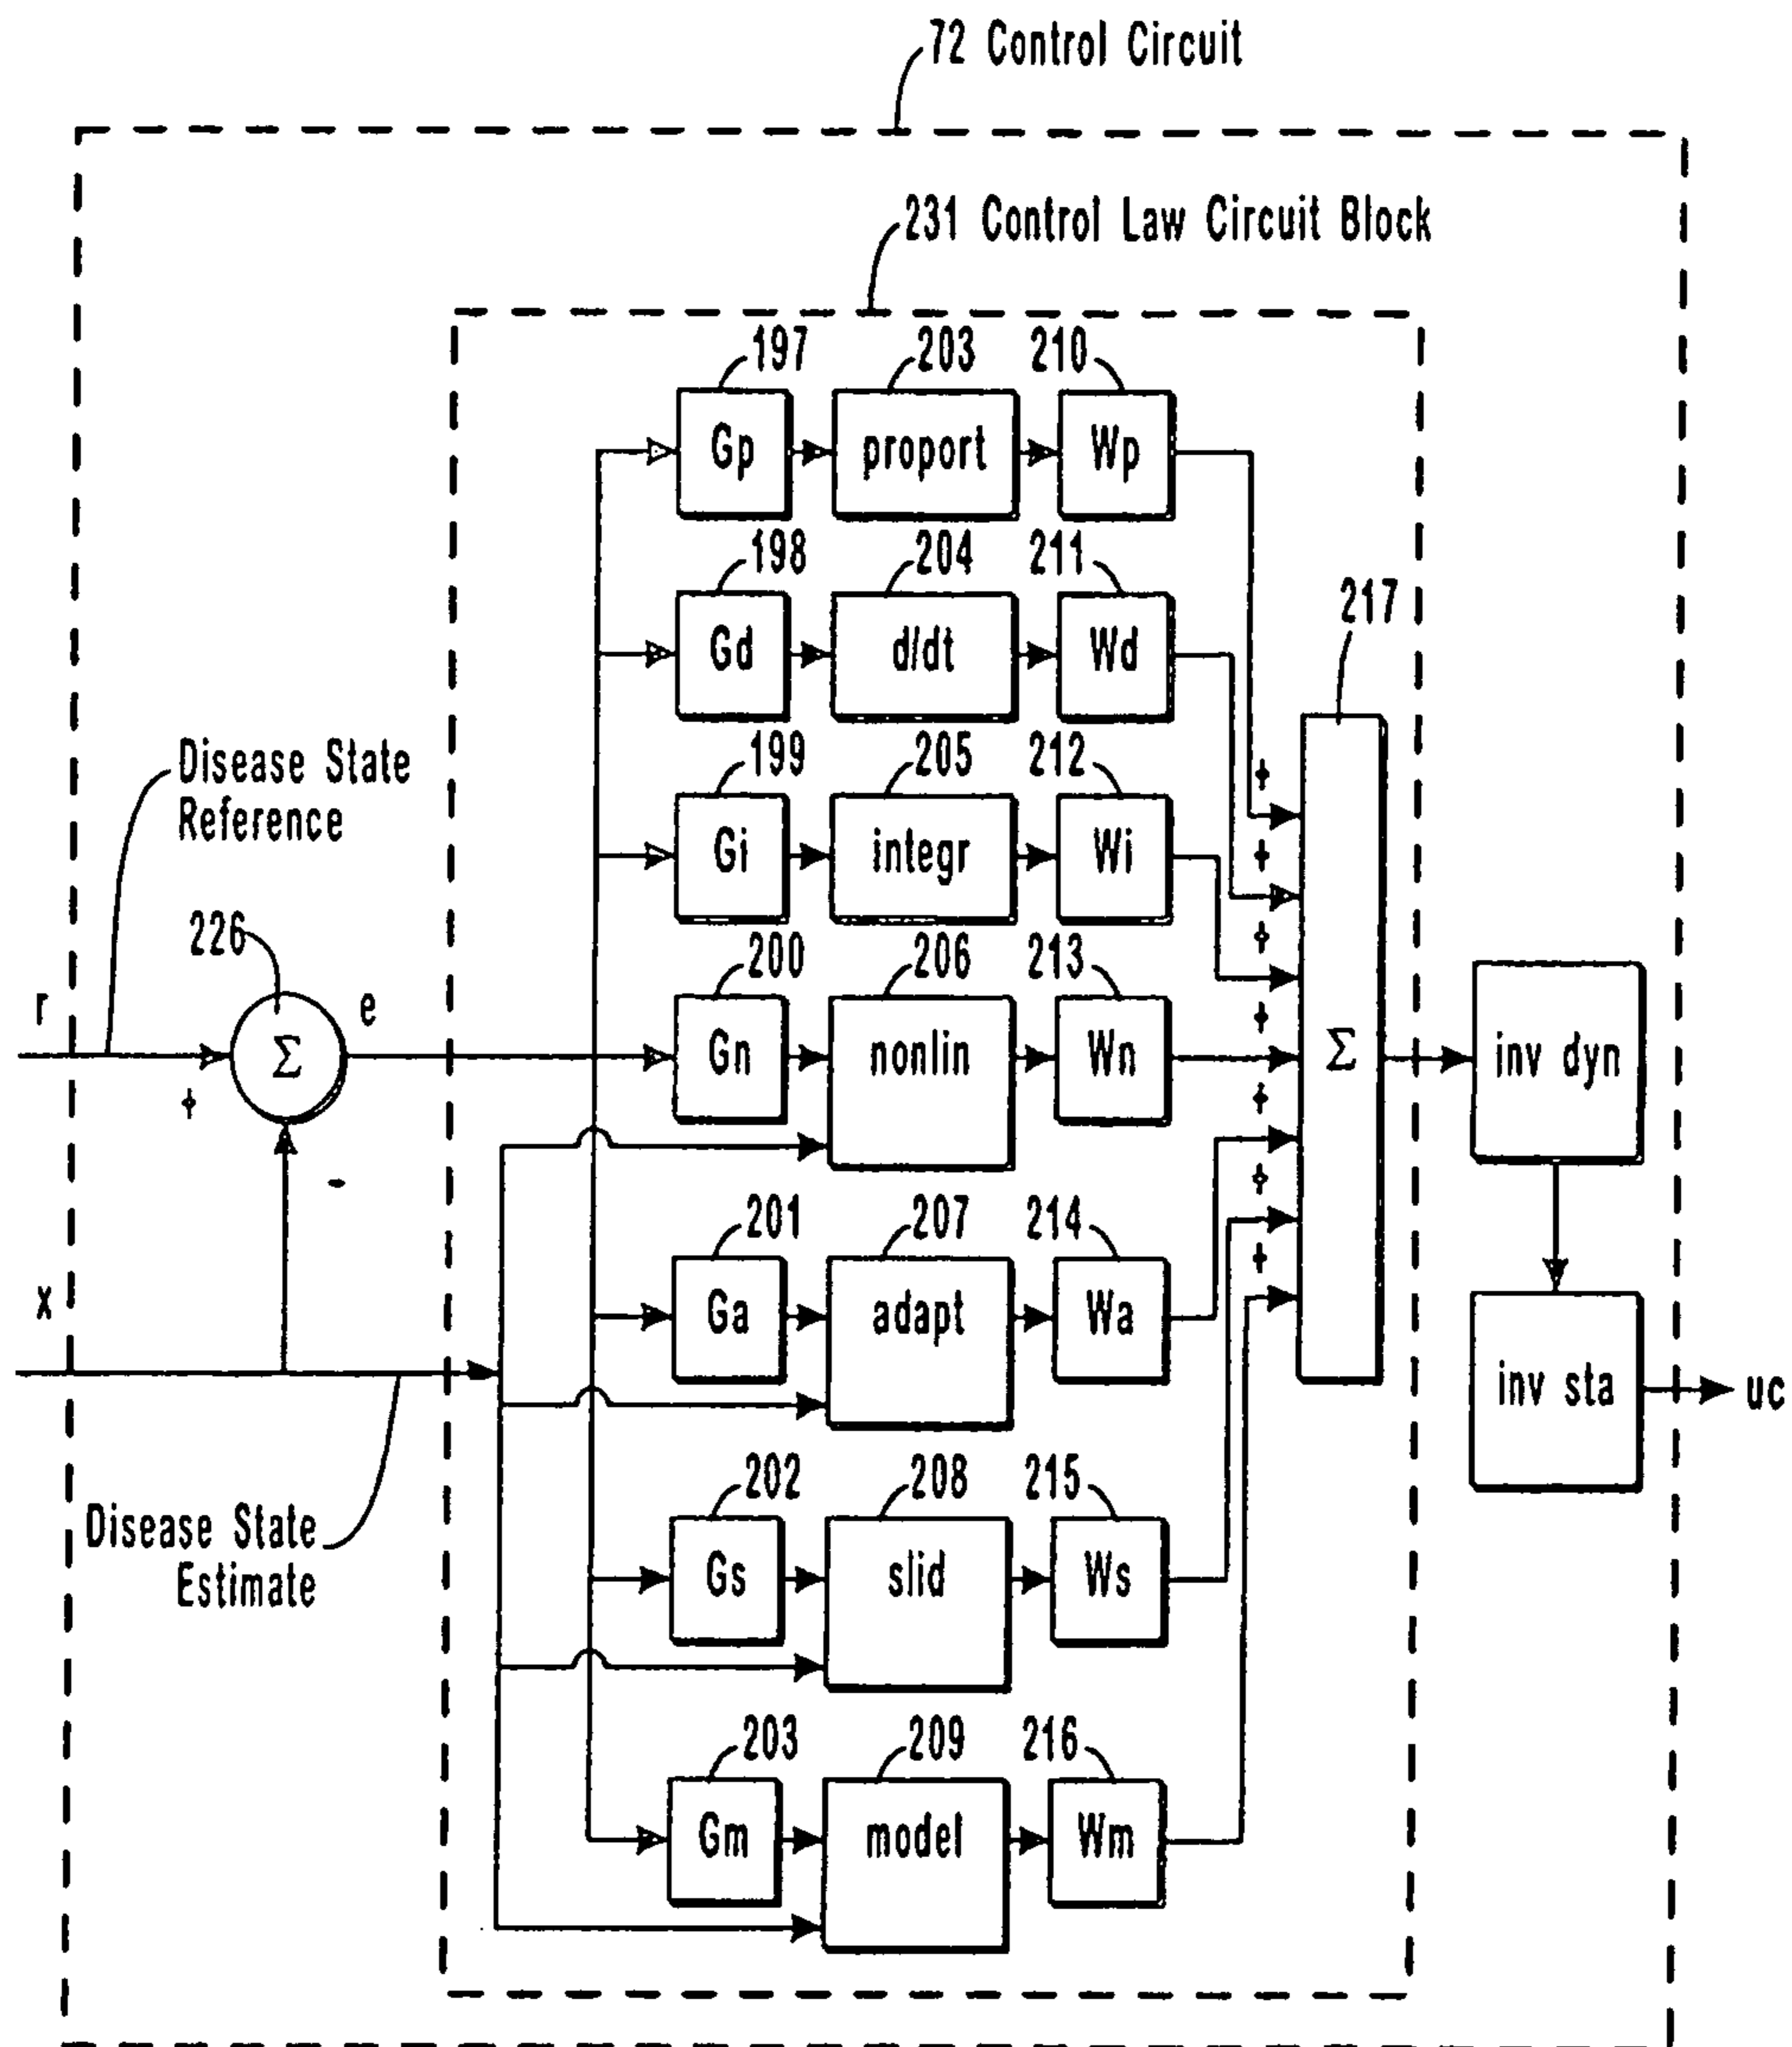 72 Control Circuit
231 Control Law Circuit Block
197 203 210
Gp proport Wp
198 204 211
Gd d/dt Wd
217
199 205 212
Gi integr Wi
Disease State
Reference
+
+
+
+
+
+
+
226
r e
Σ
+
-
200 206 213
Gn nonlin Wn
Σ
inv dyn
201 207 214
Ga adapt Wa
x
inv sta
uc
Disease State
Estimate
202 208 215
Gs slid Ws
203 209 216
Gm model Wm